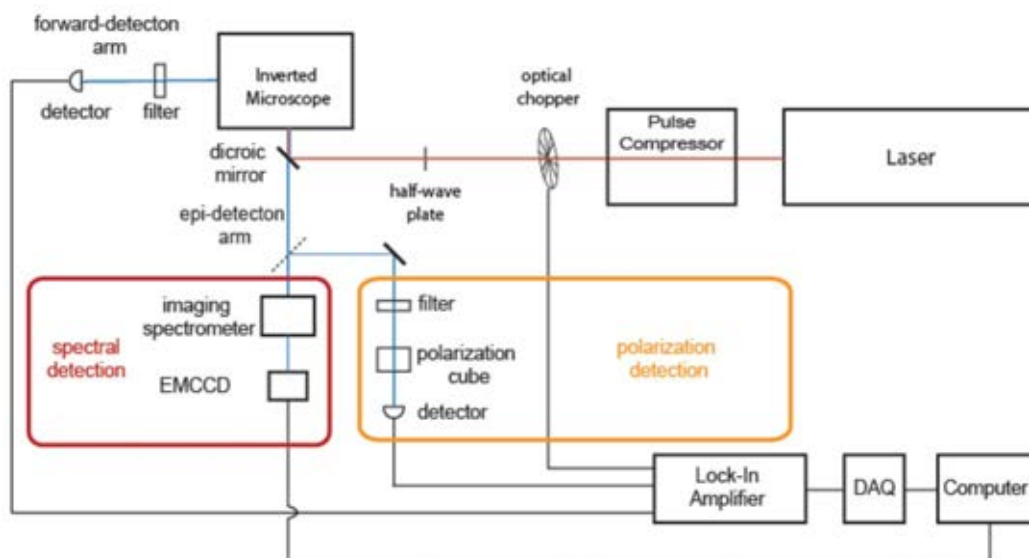 forward-detecton
arm
detector
filter
Inverted
Microscope
optical
chopper
Pulse
Compressor
Laser
dicroic
mirror
half-wave
plate
epi-detecton
arm
imaging
spectrometer
spectral
detection
EMCCD
filter
polarization
cube
polarization
detection
detector
Lock-In
Amplifier
DAQ
Computer